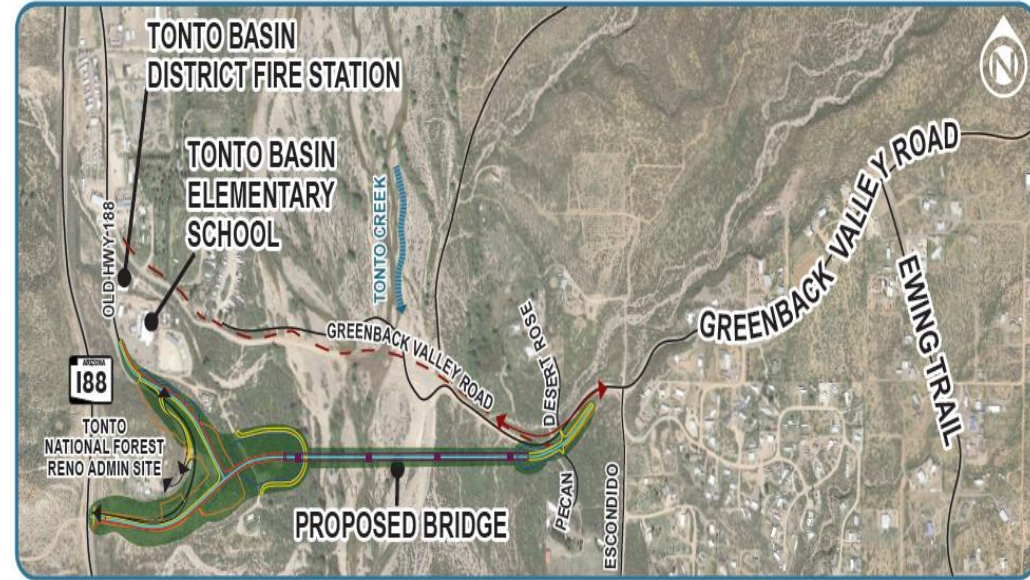 TONTO BASIN
DISTRICT FIRE STATION
TONTO BASIN
ELEMENTARY
SCHOOL
N
OLD HWY-188
TONTO CREEK
GREENBACK VALLEY ROAD
DESERT ROSE
GREENBACK VALLEY ROAD
EWING TRAIL
ARIZONA
188
TONTO
NATIONAL FOREST
RENO ADMIN SITE
PROPOSED BRIDGE
PECAN
ESCONDIDO